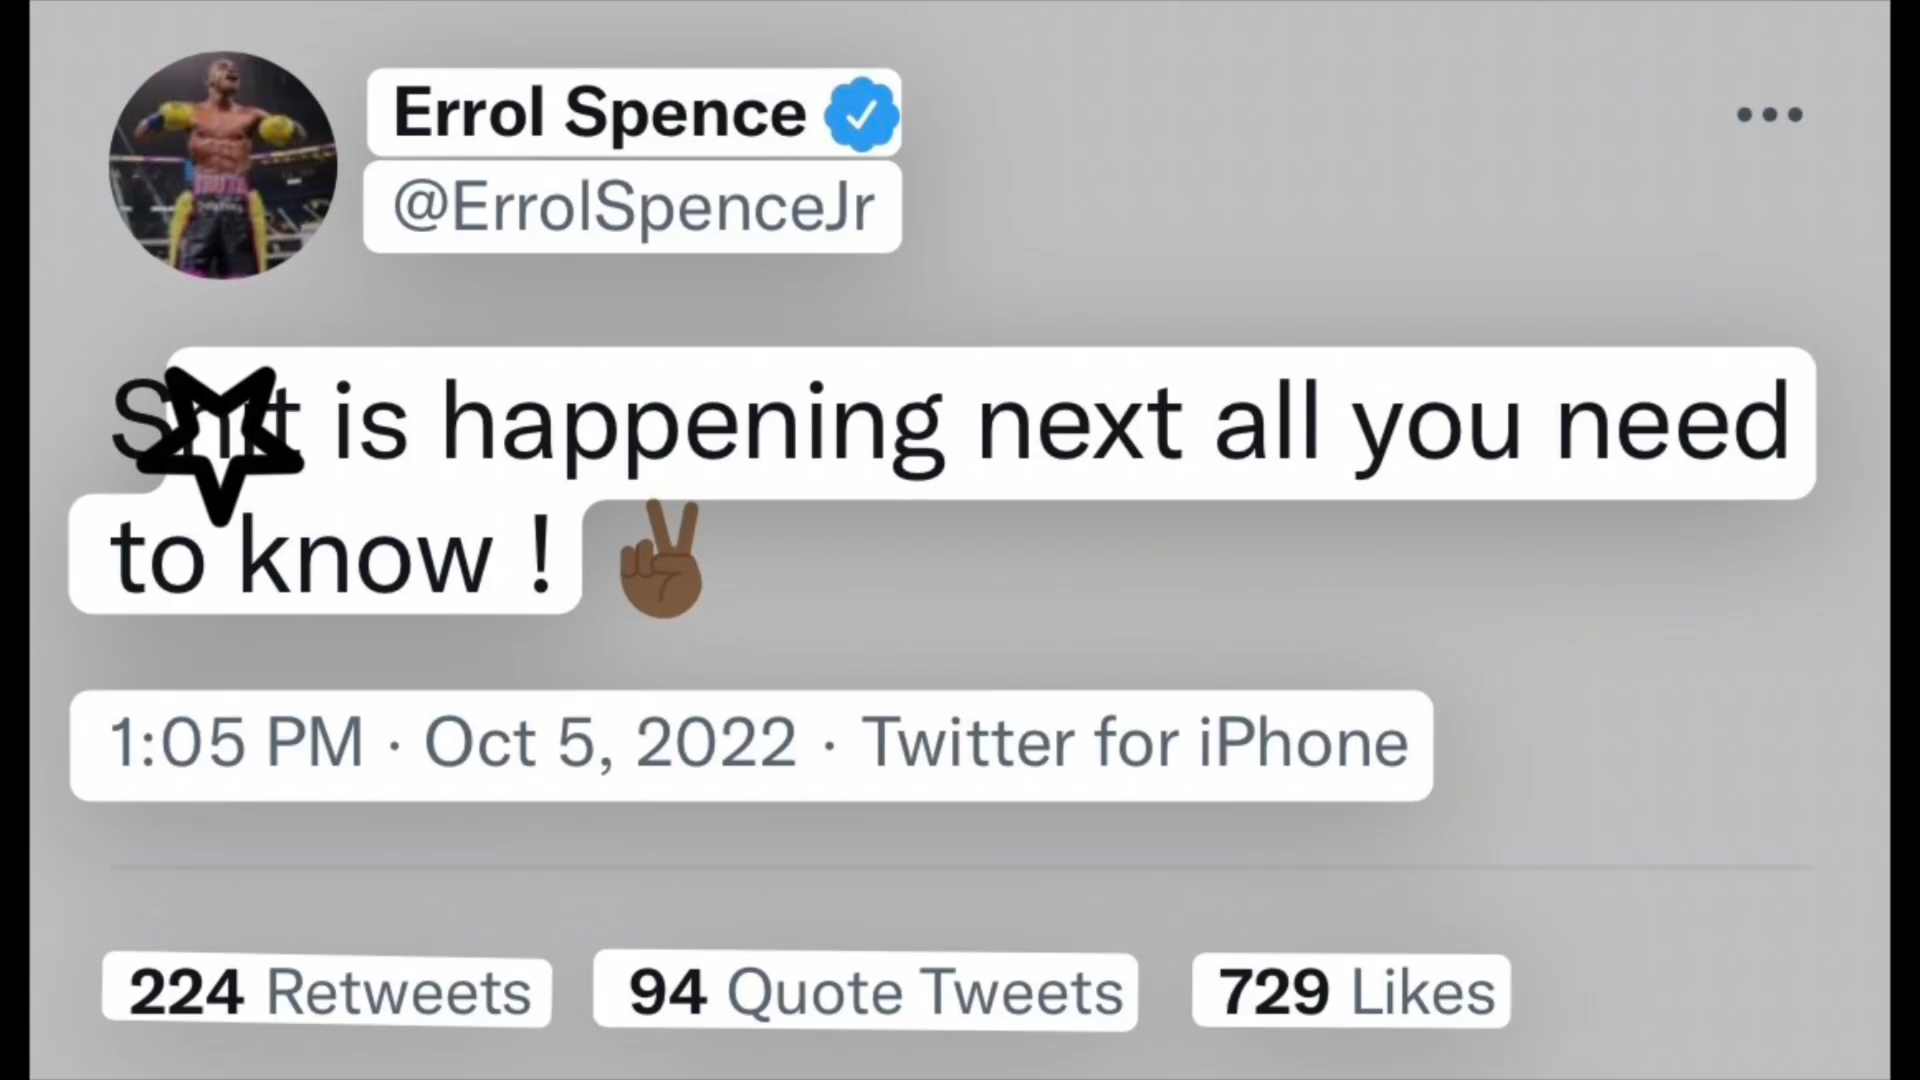 Errol Spence
@ErrolSpenceJr
is happening next all you need
to know ! ✌🏾
1:05 PM · Oct 5, 2022 · Twitter for iPhone
224 Retweets 94 Quote Tweets 729 Likes